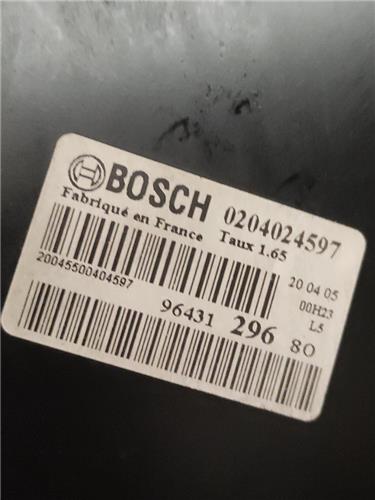 BOSCH 0204024597
Fabriqué en France Taux 1.65
20 04 05
00H23
L5
20045500404597
96431 296 80